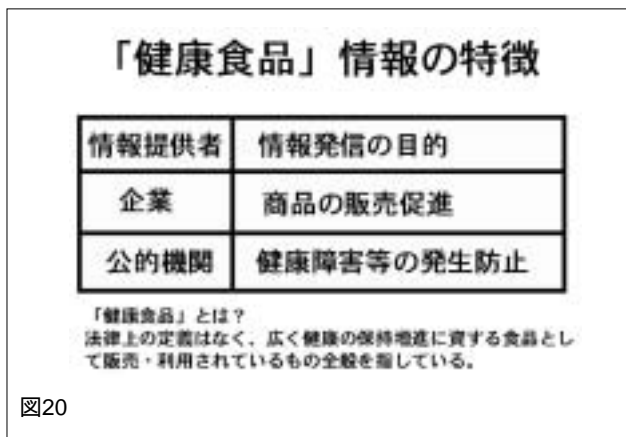 「健康食品」情報の特徴
情報提供者 情報発信の目的
企業 商品の販売促進
公的機関 健康障害等の発生防止
「健康食品」とは？
法律上の定義はなく、広く健康の保持増進に資する食品とし
て販売・利用されているもの全般を指している。
図20